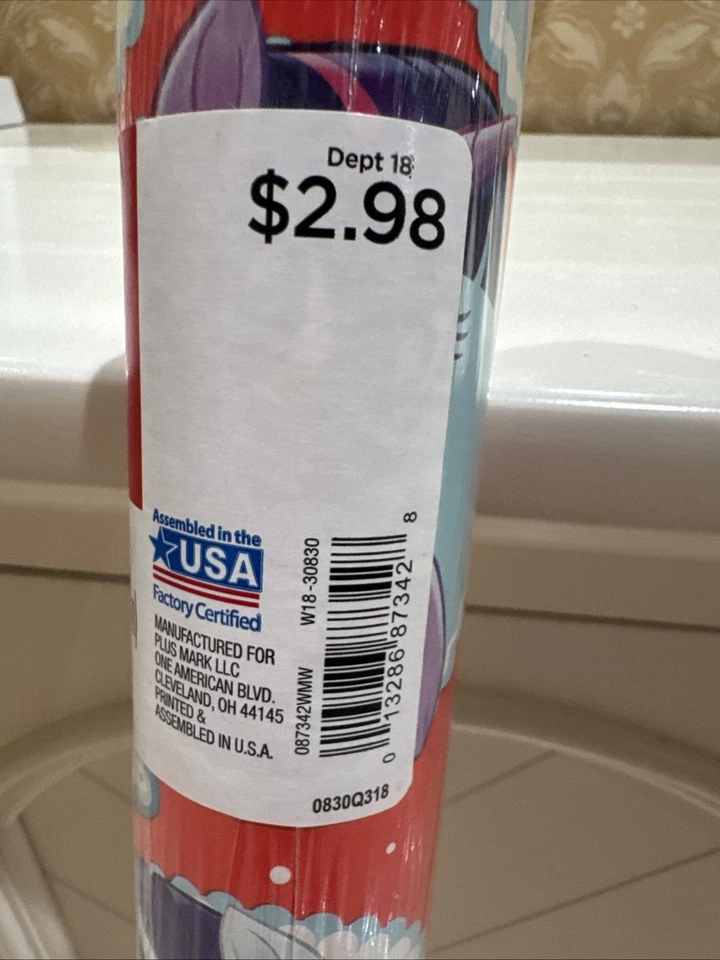 Dept 18
$2.98
Assembled in the
USA
Factory Certified
MANUFACTURED FOR
PLUS MARK LLC
ONE AMERICAN BLVD.
CLEVELAND, OH 44145
PRINTED &
ASSEMBLED IN U.S.A.
087342WMW
W18-30830
0 13286 87342 8
0830Q318